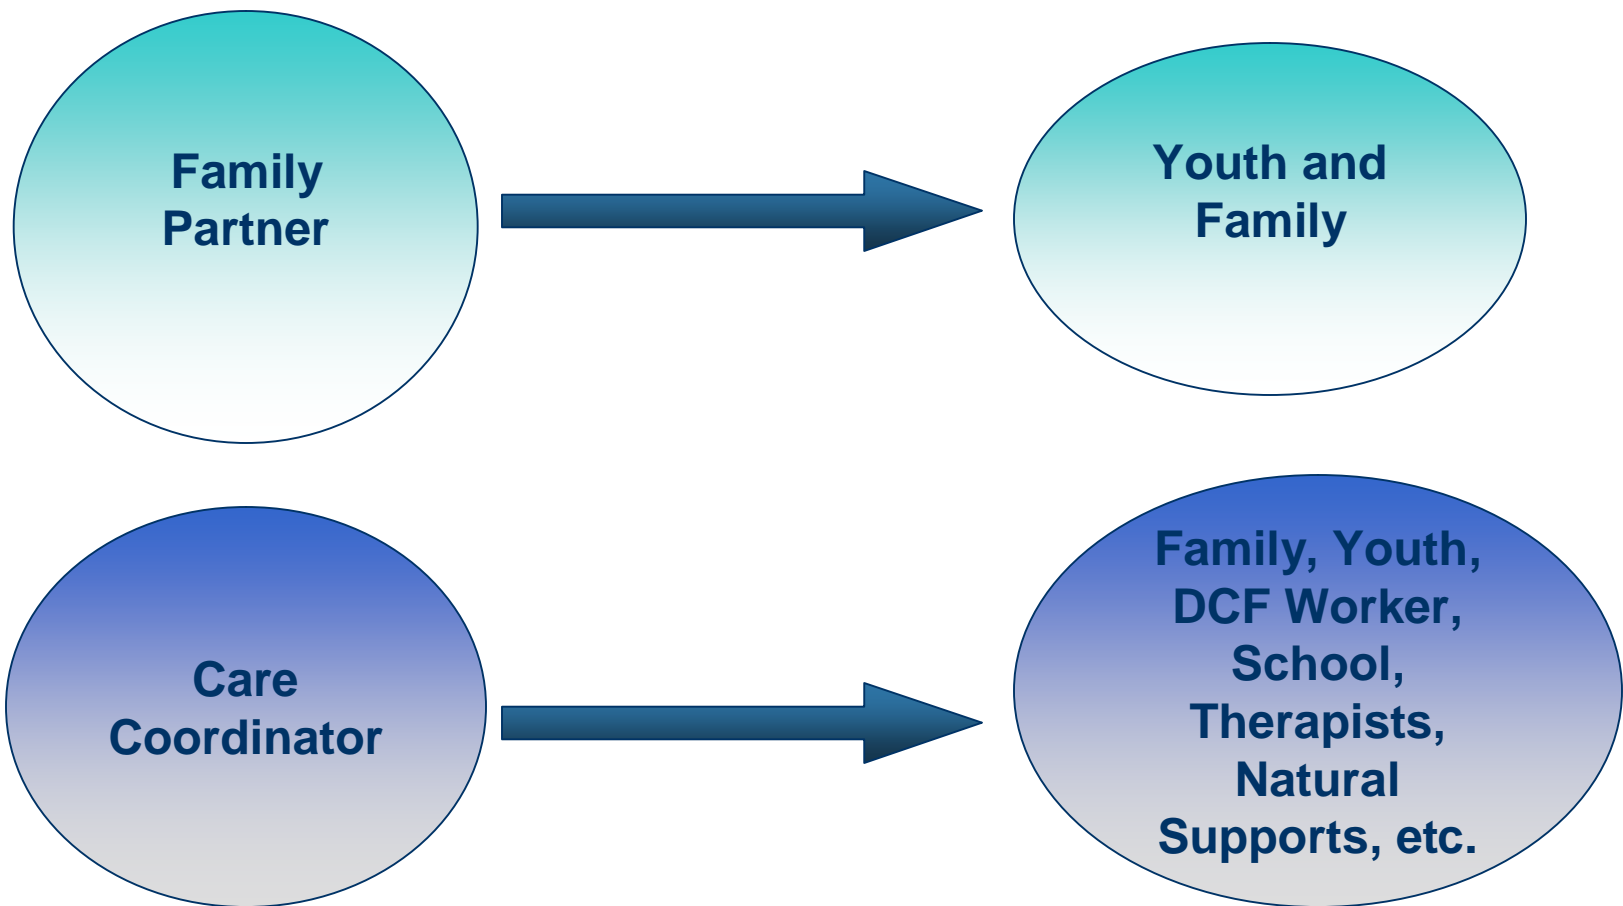 Family
Partner
Youth and
Family
Care
Coordinator
Family, Youth,
DCF Worker,
School,
Therapists,
Natural
Supports, etc.